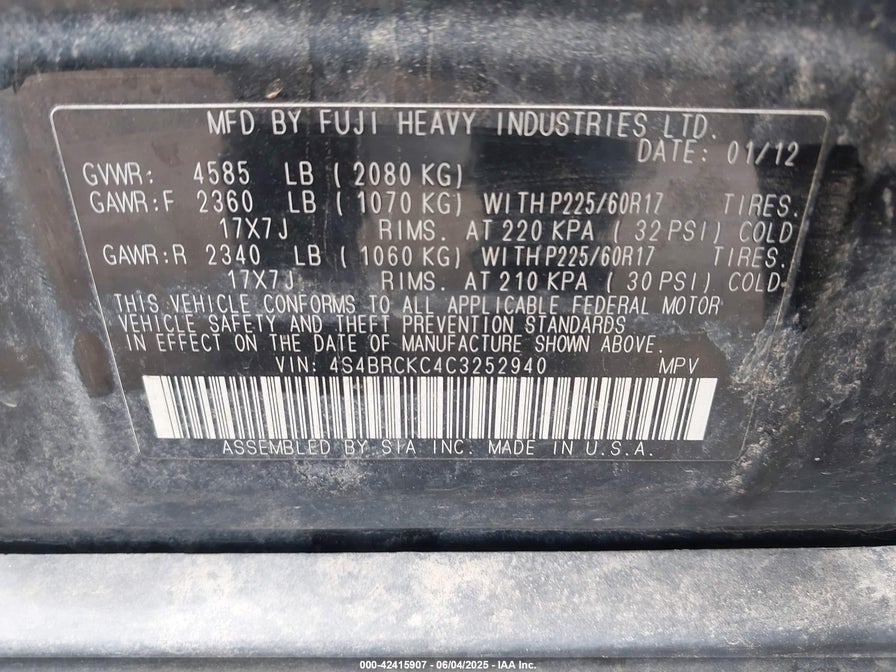 MFD BY FUJI HEAVY INDUSTRIES LTD.
DATE: 01/12
GVWR: 4585 LB ( 2080 KG)
GAWR:F 2360 LB ( 1070 KG) WITH P225/60R17 TIRES.
17X7J RIMS. AT 220 KPA ( 32 PSI) COLD
GAWR:R 2340 LB ( 1060 KG) WITH P225/60R17 TIRES.
17X7J RIMS. AT 210 KPA ( 30 PSI) COLD.
THIS VEHICLE CONFORMS TO ALL APPLICABLE FEDERAL MOTOR
VEHICLE SAFETY AND THEFT PREVENTION STANDARDS
IN EFFECT ON THE DATE OF MANUFACTURE SHOWN ABOVE.
VIN: 4S4BRCKC4C3252940 MPV
ASSEMBLED BY SIA INC. MADE IN U.S.A.
000-42415907 - 06/04/2025 - IAA Inc.